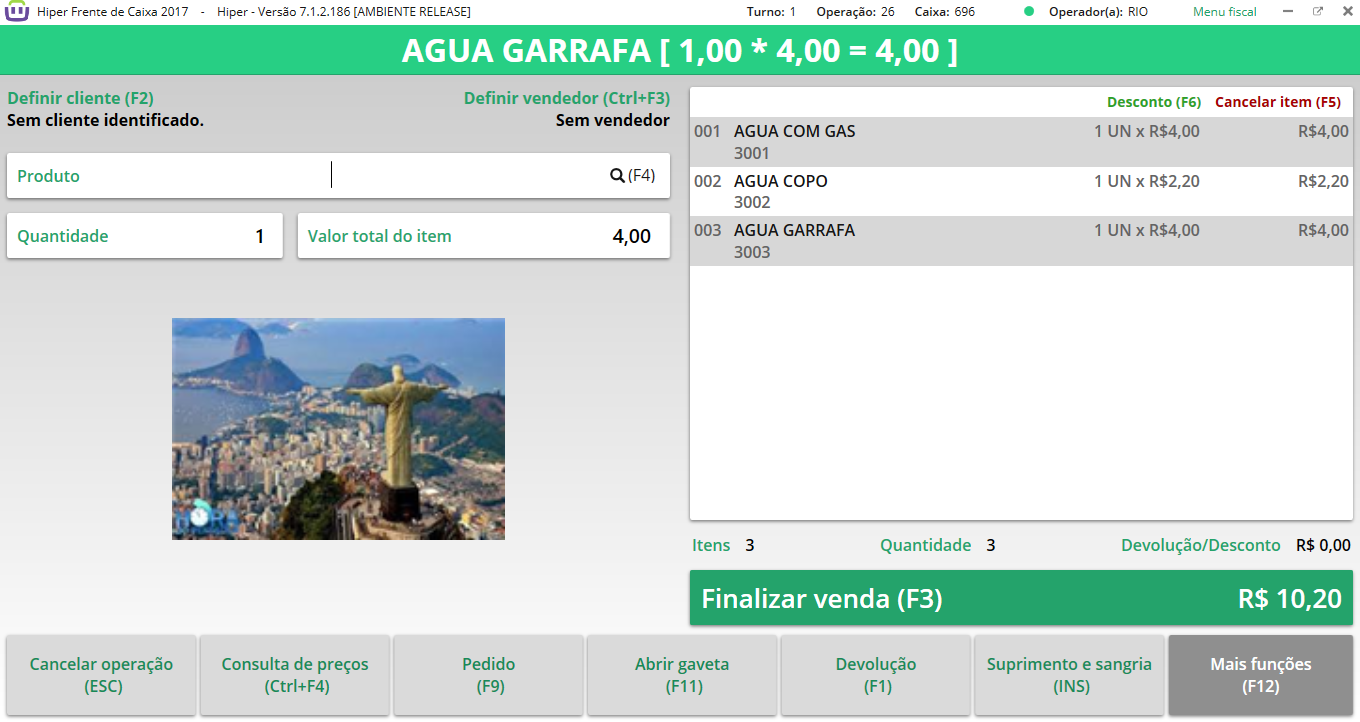 Hiper Frente de Caixa 2017 - Hiper - Versão 7.1.2.186 [AMBIENTE RELEASE] Turno: 1 Operação: 26 Caixa: 696 Operador(a): RIO Menu fiscal
AGUA GARRAFA [ 1,00 * 4,00 = 4,00 ]
Definir cliente (F2) Definir vendedor (Ctrl+F3)
Sem cliente identificado. Sem vendedor
Produto (F4)
Quantidade 1 Valor total do item 4,00
HORA
Desconto (F6) Cancelar item (F5)
001 AGUA COM GAS 1 UN x R$4,00 R$4,00
3001
002 AGUA COPO 1 UN x R$2,20 R$2,20
3002
003 AGUA GARRAFA 1 UN x R$4,00 R$4,00
3003
Itens 3 Quantidade 3 Devolução/Desconto R$ 0,00
Finalizar venda (F3) R$ 10,20
Cancelar operação
(ESC)
Consulta de preços
(Ctrl+F4)
Pedido
(F9)
Abrir gaveta
(F11)
Devolução
(F1)
Suprimento e sangria
(INS)
Mais funções
(F12)